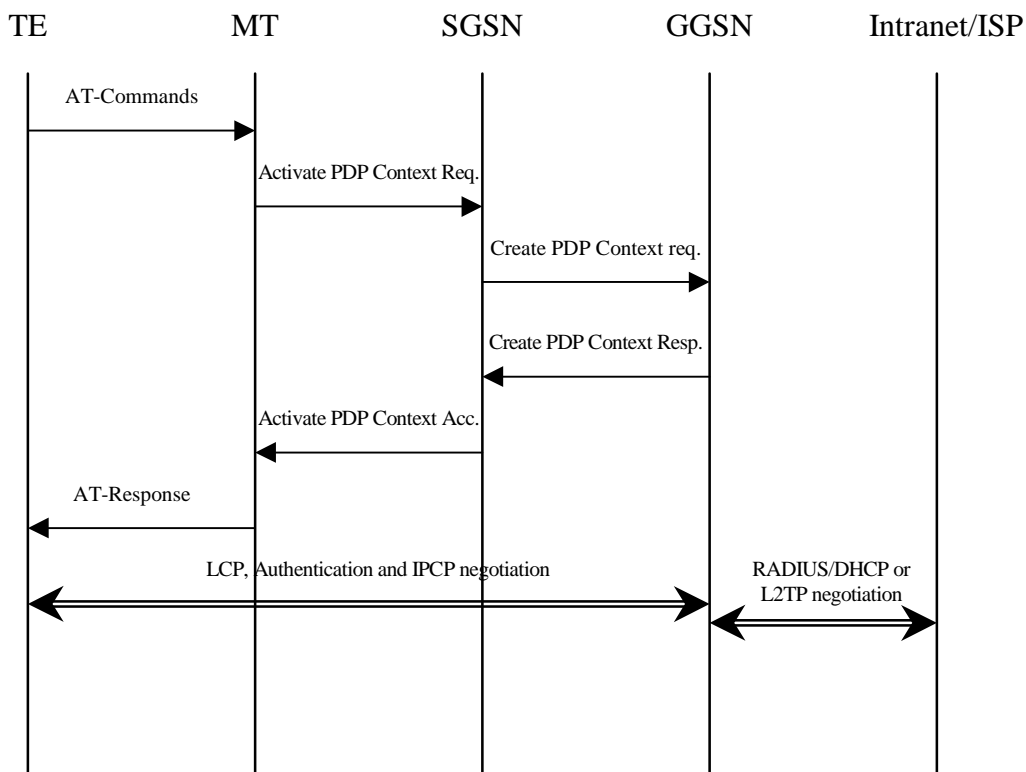 TE MT SGSN GGSN Intranet/ISP
AT-Commands
Activate PDP Context Req.
Create PDP Context req.
Create PDP Context Resp.
Activate PDP Context Acc.
AT-Response
LCP, Authentication and IPCP negotiation
RADIUS/DHCP or
L2TP negotiation